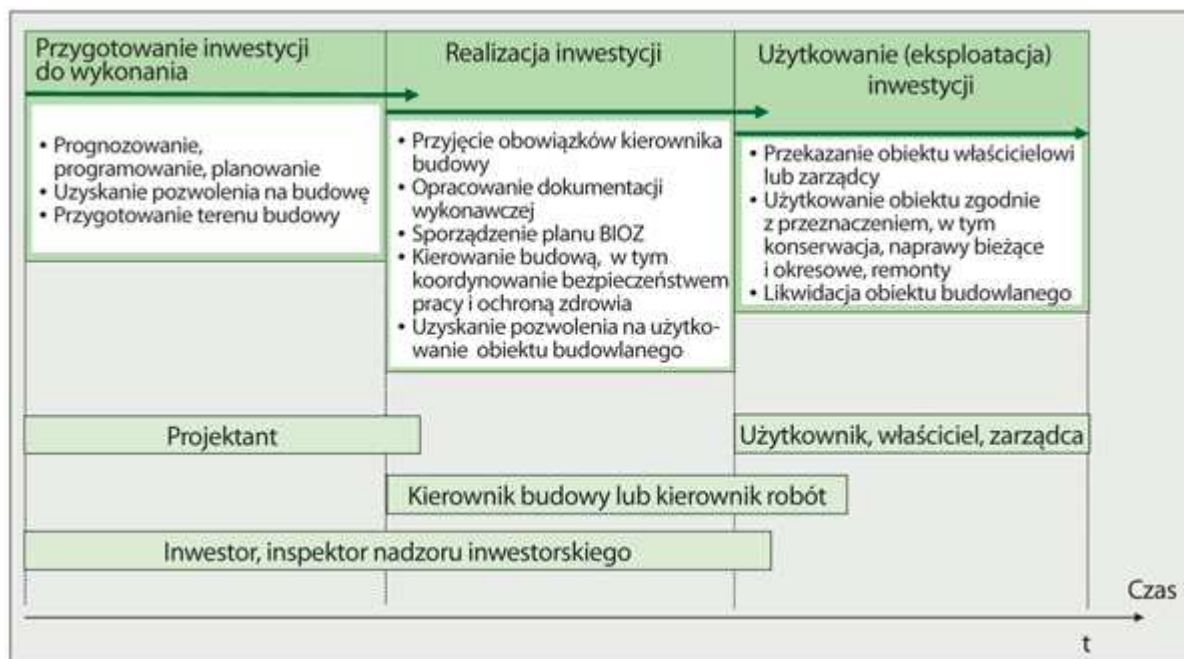 Przygotowanie inwestycji
do wykonania
Realizacja inwestycji
Użytkowanie (eksploatacja)
inwestycji
• Prognozowanie,
programowanie, planowanie
• Uzyskanie pozwolenia na budowę
• Przygotowanie terenu budowy
• Przyjęcie obowiązków kierownika
budowy
• Opracowanie dokumentacji
wykonawczej
• Sporządzenie planu BIOZ
• Kierowanie budową, w tym
koordynowanie bezpieczeństwem
pracy i ochroną zdrowia
• Uzyskanie pozwolenia na użytko-
wanie obiektu budowlanego
• Przekazanie obiektu właścicielowi
lub zarządcy
• Użytkowanie obiektu zgodnie
z przeznaczeniem, w tym
konserwacja, naprawy bieżące
i okresowe, remonty
• Likwidacja obiektu budowlanego
Projektant
Użytkownik, właściciel, zarządca
Kierownik budowy lub kierownik robót
Inwestor, inspektor nadzoru inwestorskiego
Czas
t